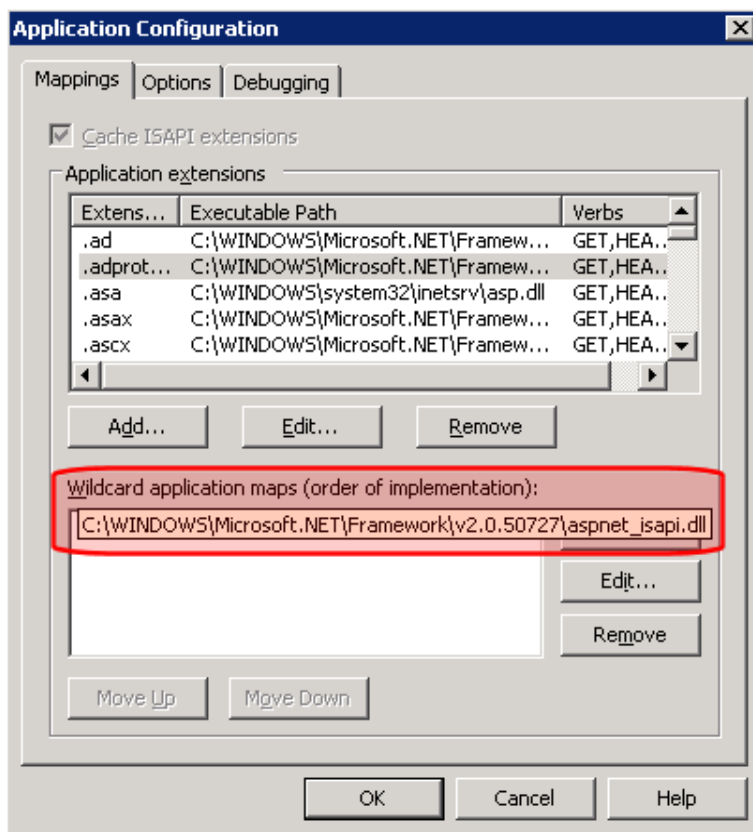 Application Configuration
Mappings Options Debugging
Cache ISAPI extensions
Application extensions
Extens... Executable Path Verbs
.ad C:\WINDOWS\Microsoft.NET\Framew... GET,HEA..
.adprot... C:\WINDOWS\Microsoft.NET\Framew... GET,HEA..
.asa C:\WINDOWS\system32\inetsrv\asp.dll GET,HEA..
.asax C:\WINDOWS\Microsoft.NET\Framew... GET,HEA..
.ascx C:\WINDOWS\Microsoft.NET\Framew... GET,HEA..
Add... Edit... Remove
Wildcard application maps (order of implementation):
C:\WINDOWS\Microsoft.NET\Framework\v2.0.50727\aspnet_isapi.dll
Edit...
Remove
Move Up Move Down
OK Cancel Help